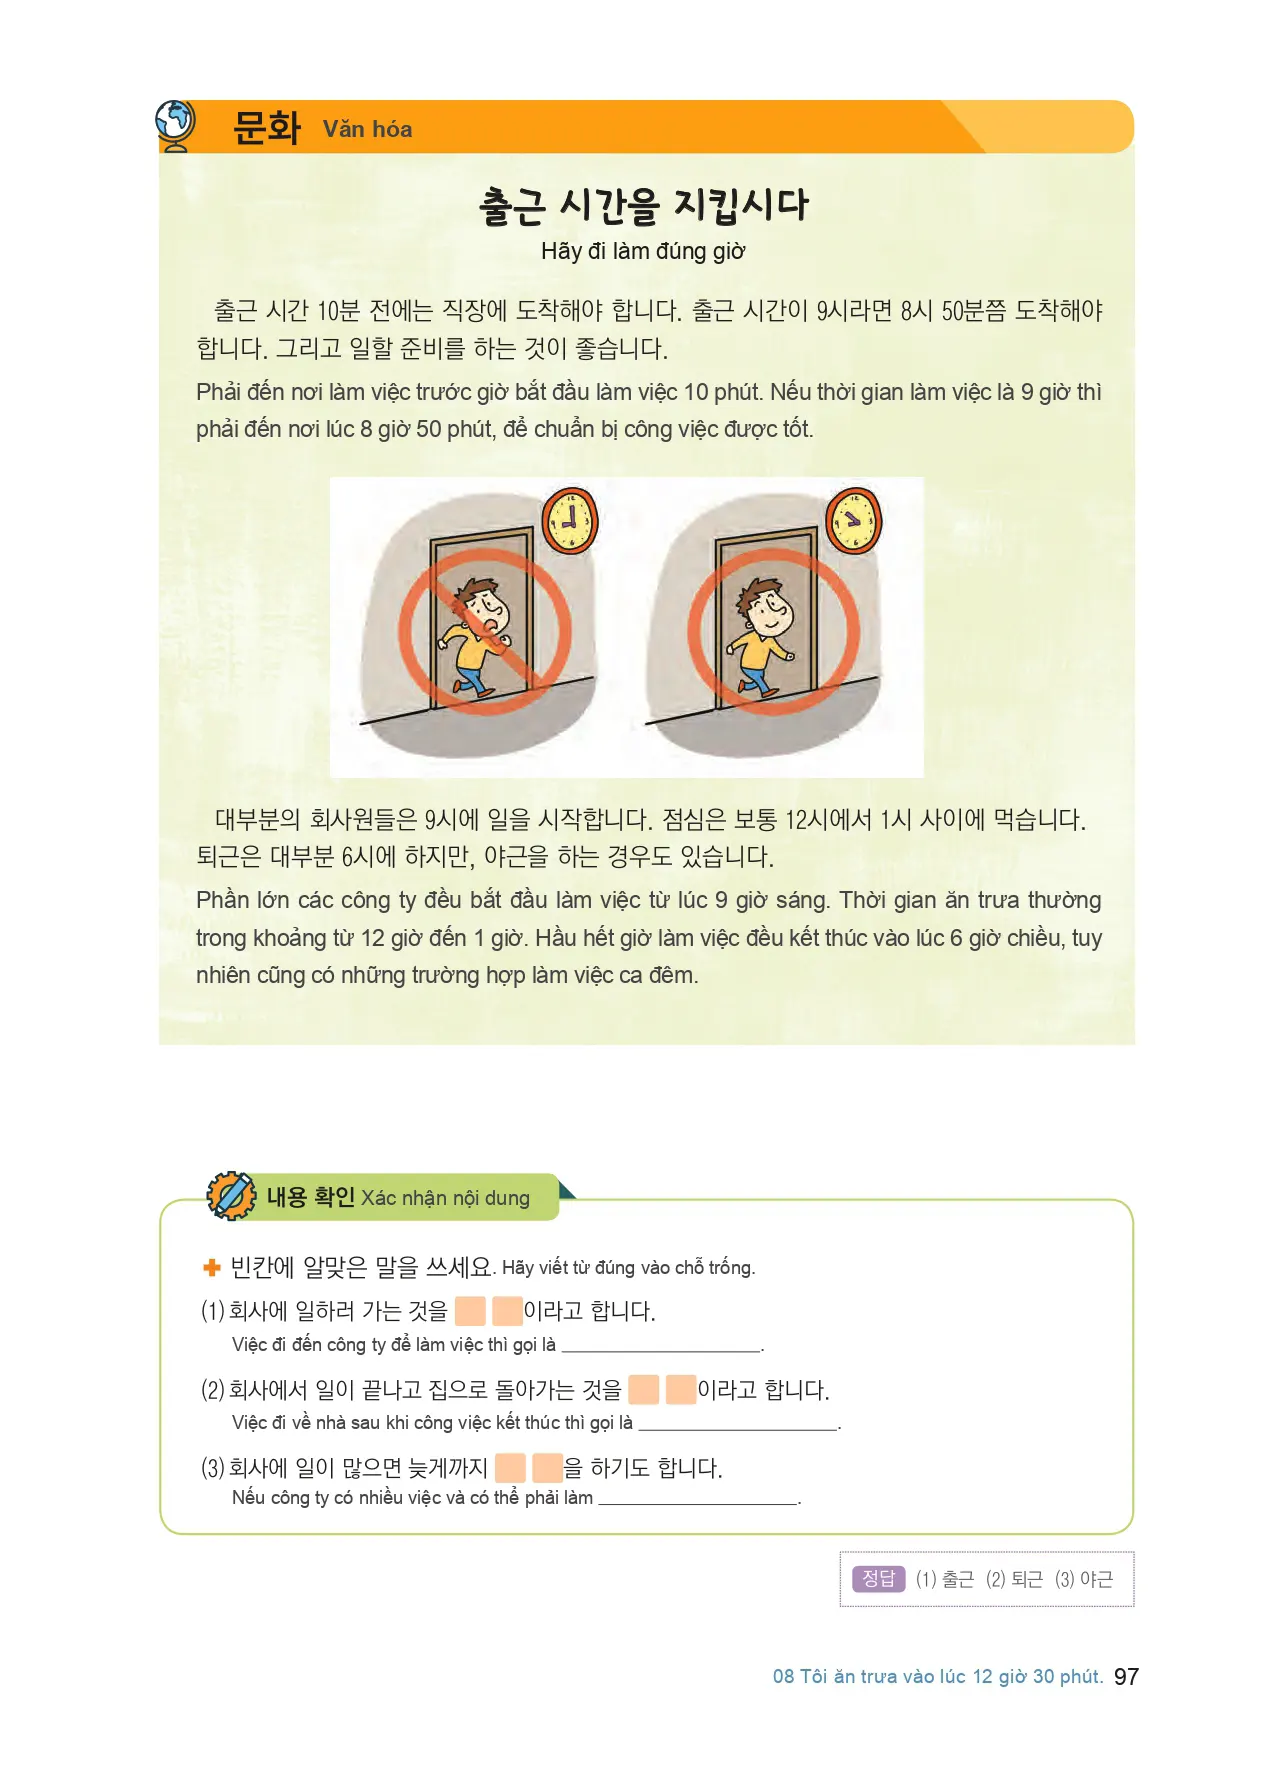 문화 Văn hóa
출근 시간을 지킵시다
Hãy đi làm đúng giờ
출근 시간 10분 전에는 직장에 도착해야 합니다. 출근 시간이 9시라면 8시 50분쯤 도착해야
합니다. 그리고 일할 준비를 하는 것이 좋습니다.
Phải đến nơi làm việc trước giờ bắt đầu làm việc 10 phút. Nếu thời gian làm việc là 9 giờ thì
phải đến nơi lúc 8 giờ 50 phút, để chuẩn bị công việc được tốt.
12
9 3
6
12
9 3
6
대부분의 회사원들은 9시에 일을 시작합니다. 점심은 보통 12시에서 1시 사이에 먹습니다.
퇴근은 대부분 6시에 하지만, 야근을 하는 경우도 있습니다.
Phần lớn các công ty đều bắt đầu làm việc từ lúc 9 giờ sáng. Thời gian ăn trưa thường
trong khoảng từ 12 giờ đến 1 giờ. Hầu hết giờ làm việc đều kết thúc vào lúc 6 giờ chiều, tuy
nhiên cũng có những trường hợp làm việc ca đêm.
내용 확인 Xác nhận nội dung
빈칸에 알맞은 말을 쓰세요. Hãy viết từ đúng vào chỗ trống.
(1) 회사에 일하러 가는 것을 이라고 합니다.
Việc đi đến công ty để làm việc thì gọi là ____________________.
(2) 회사에서 일이 끝나고 집으로 돌아가는 것을 이라고 합니다.
Việc đi về nhà sau khi công việc kết thúc thì gọi là ____________________.
(3) 회사에 일이 많으면 늦게까지 을 하기도 합니다.
Nếu công ty có nhiều việc và có thể phải làm ____________________.
정답 (1) 출근 (2) 퇴근 (3) 야근
08 Tôi ăn trưa vào lúc 12 giờ 30 phút. 97